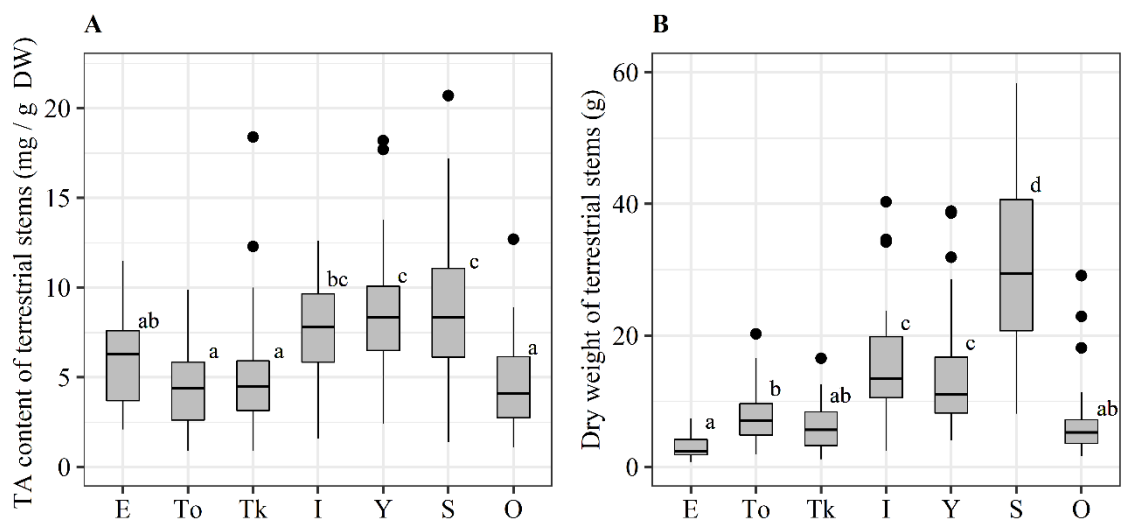 A
TA content of terrestrial stems (mg / g DW)
20
15
10
5
0
ab
a
a
bc
c
c
a
E To Tk I Y S O
B
Dry weight of terrestrial stems (g)
60
40
20
0
a
b
ab
c
c
d
ab
E To Tk I Y S O